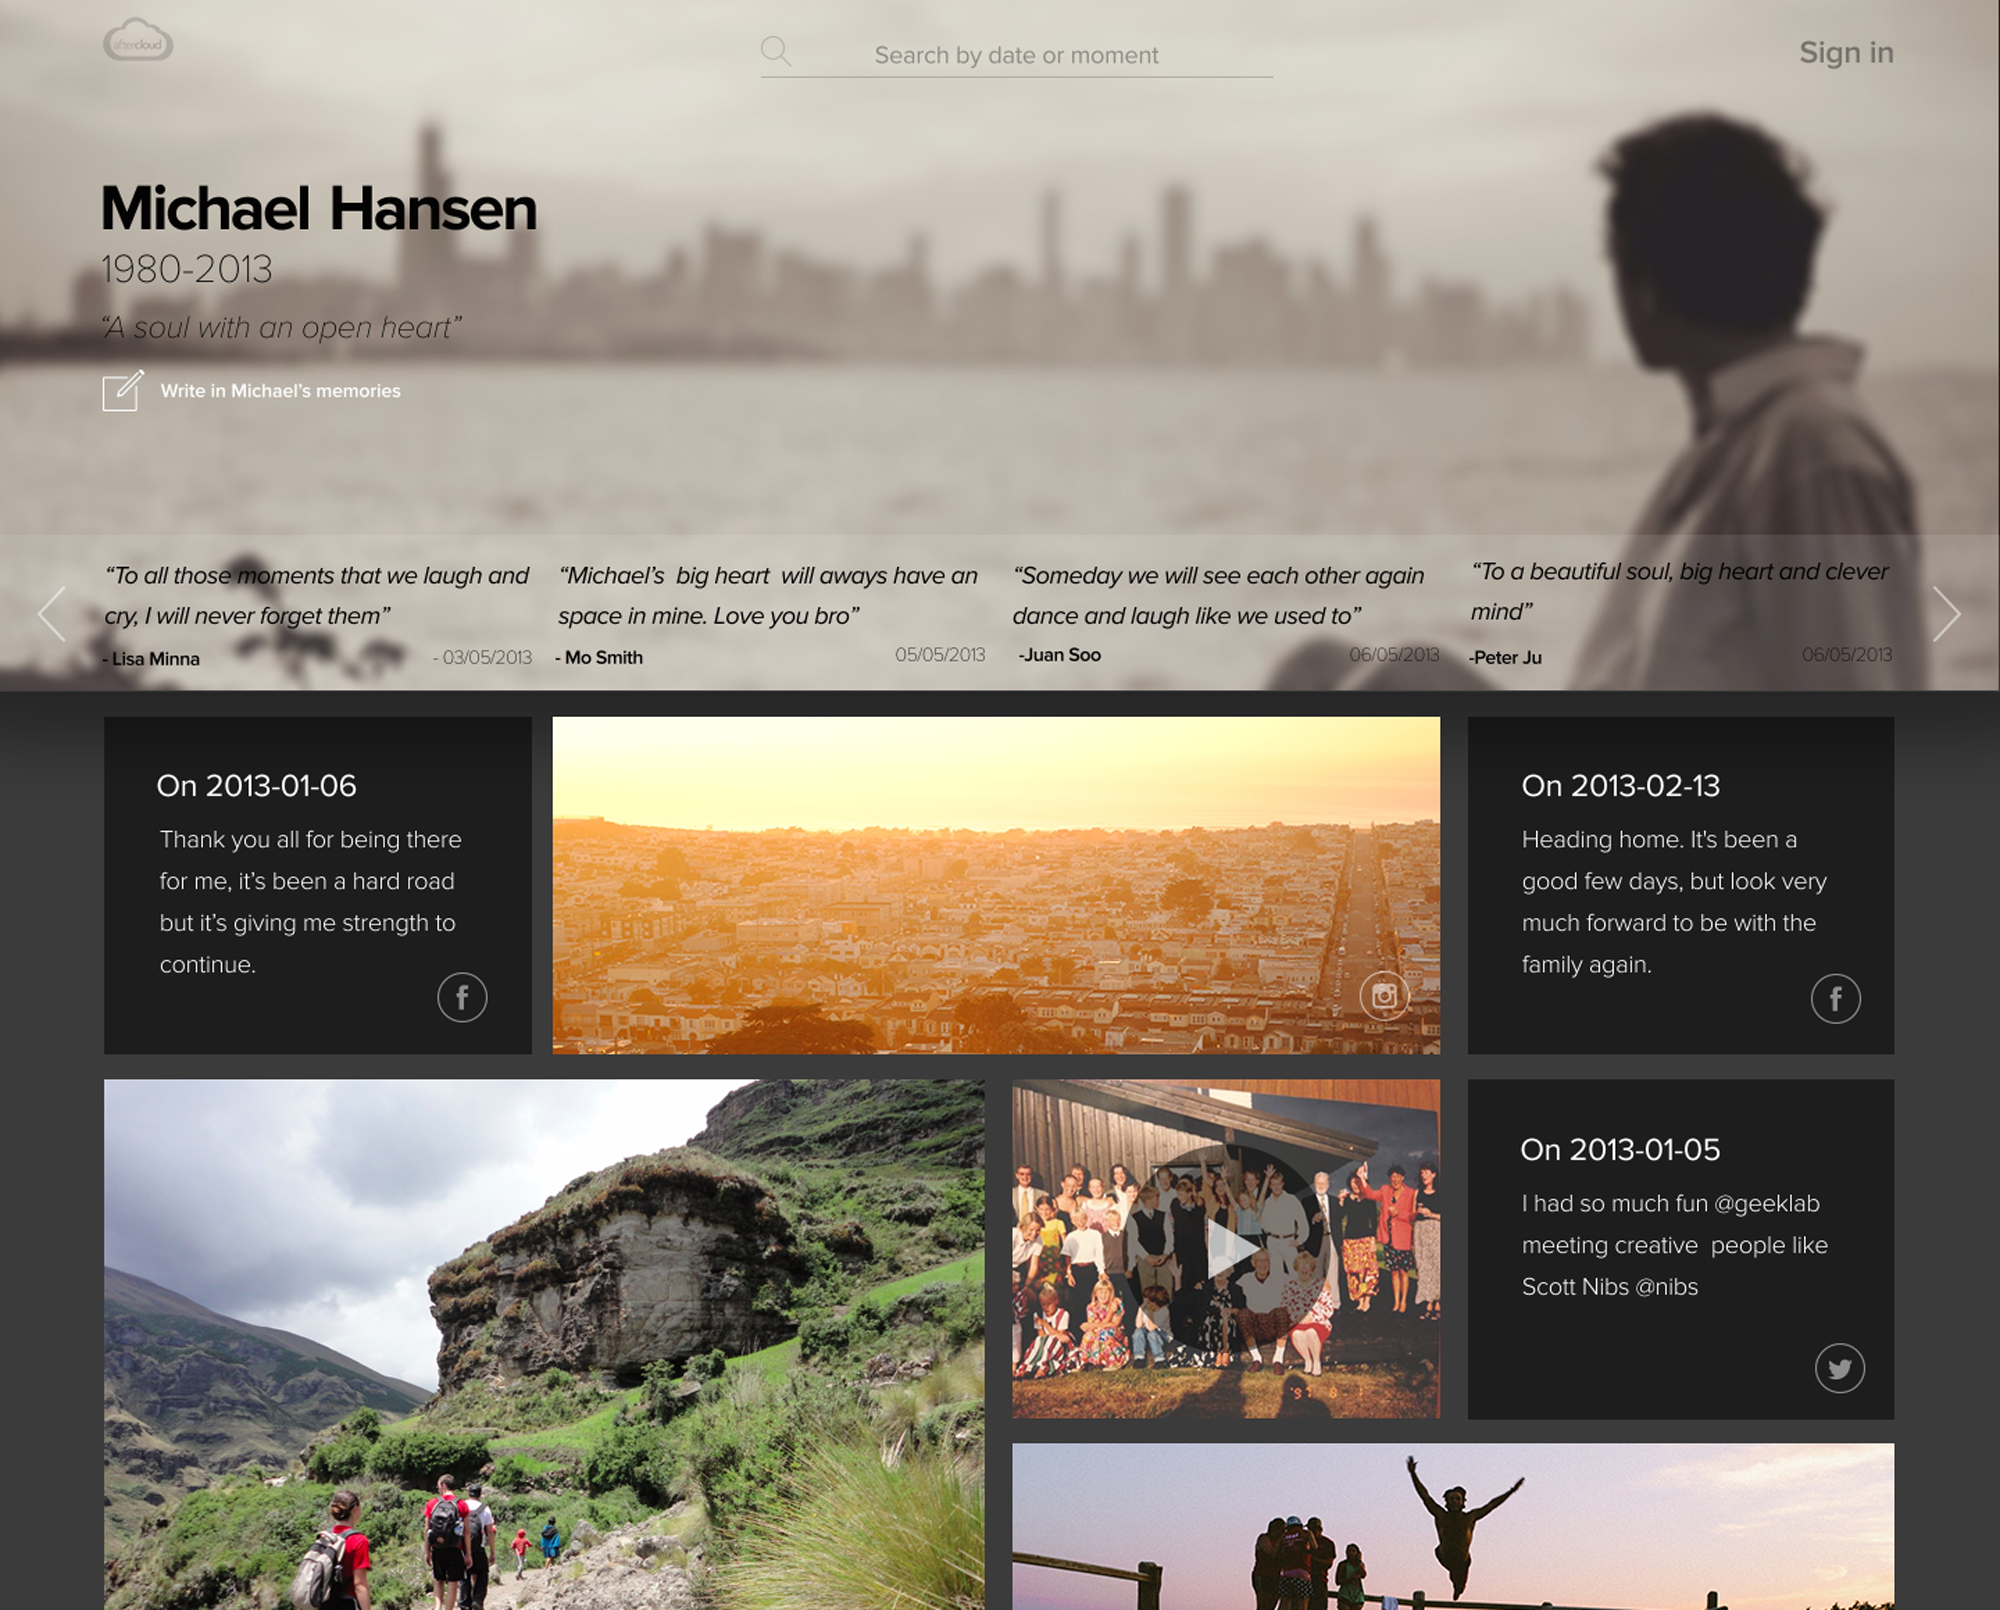 aftercloud
Search by date or moment
Sign in
Michael Hansen
1980-2013
“A soul with an open heart”
Write in Michael’s memories
“To all those moments that we laugh and
cry, I will never forget them”
- Lisa Minna - 03/05/2013
“Michael’s big heart will aways have an
space in mine. Love you bro”
- Mo Smith 05/05/2013
“Someday we will see each other again
dance and laugh like we used to”
-Juan Soo 06/05/2013
“To a beautiful soul, big heart and clever
mind”
-Peter Ju 06/05/2013
On 2013-01-06
Thank you all for being there
for me, it’s been a hard road
but it’s giving me strength to
continue.
On 2013-02-13
Heading home. It's been a
good few days, but look very
much forward to be with the
family again.
On 2013-01-05
I had so much fun @geeklab
meeting creative people like
Scott Nibs @nibs